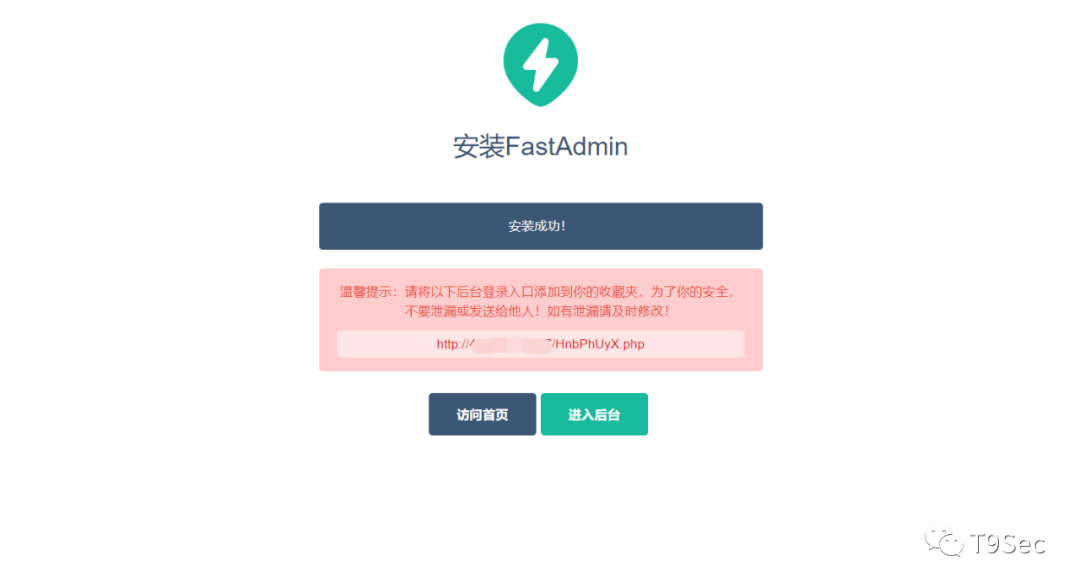 安装FastAdmin
安装成功！
温馨提示：请将以下后台登录入口添加到你的收藏夹，为了你的安全，
不要泄漏或发送给他人！如有泄漏请及时修改！
http:///HnbPhUyX.php
访问首页 进入后台
T9Sec